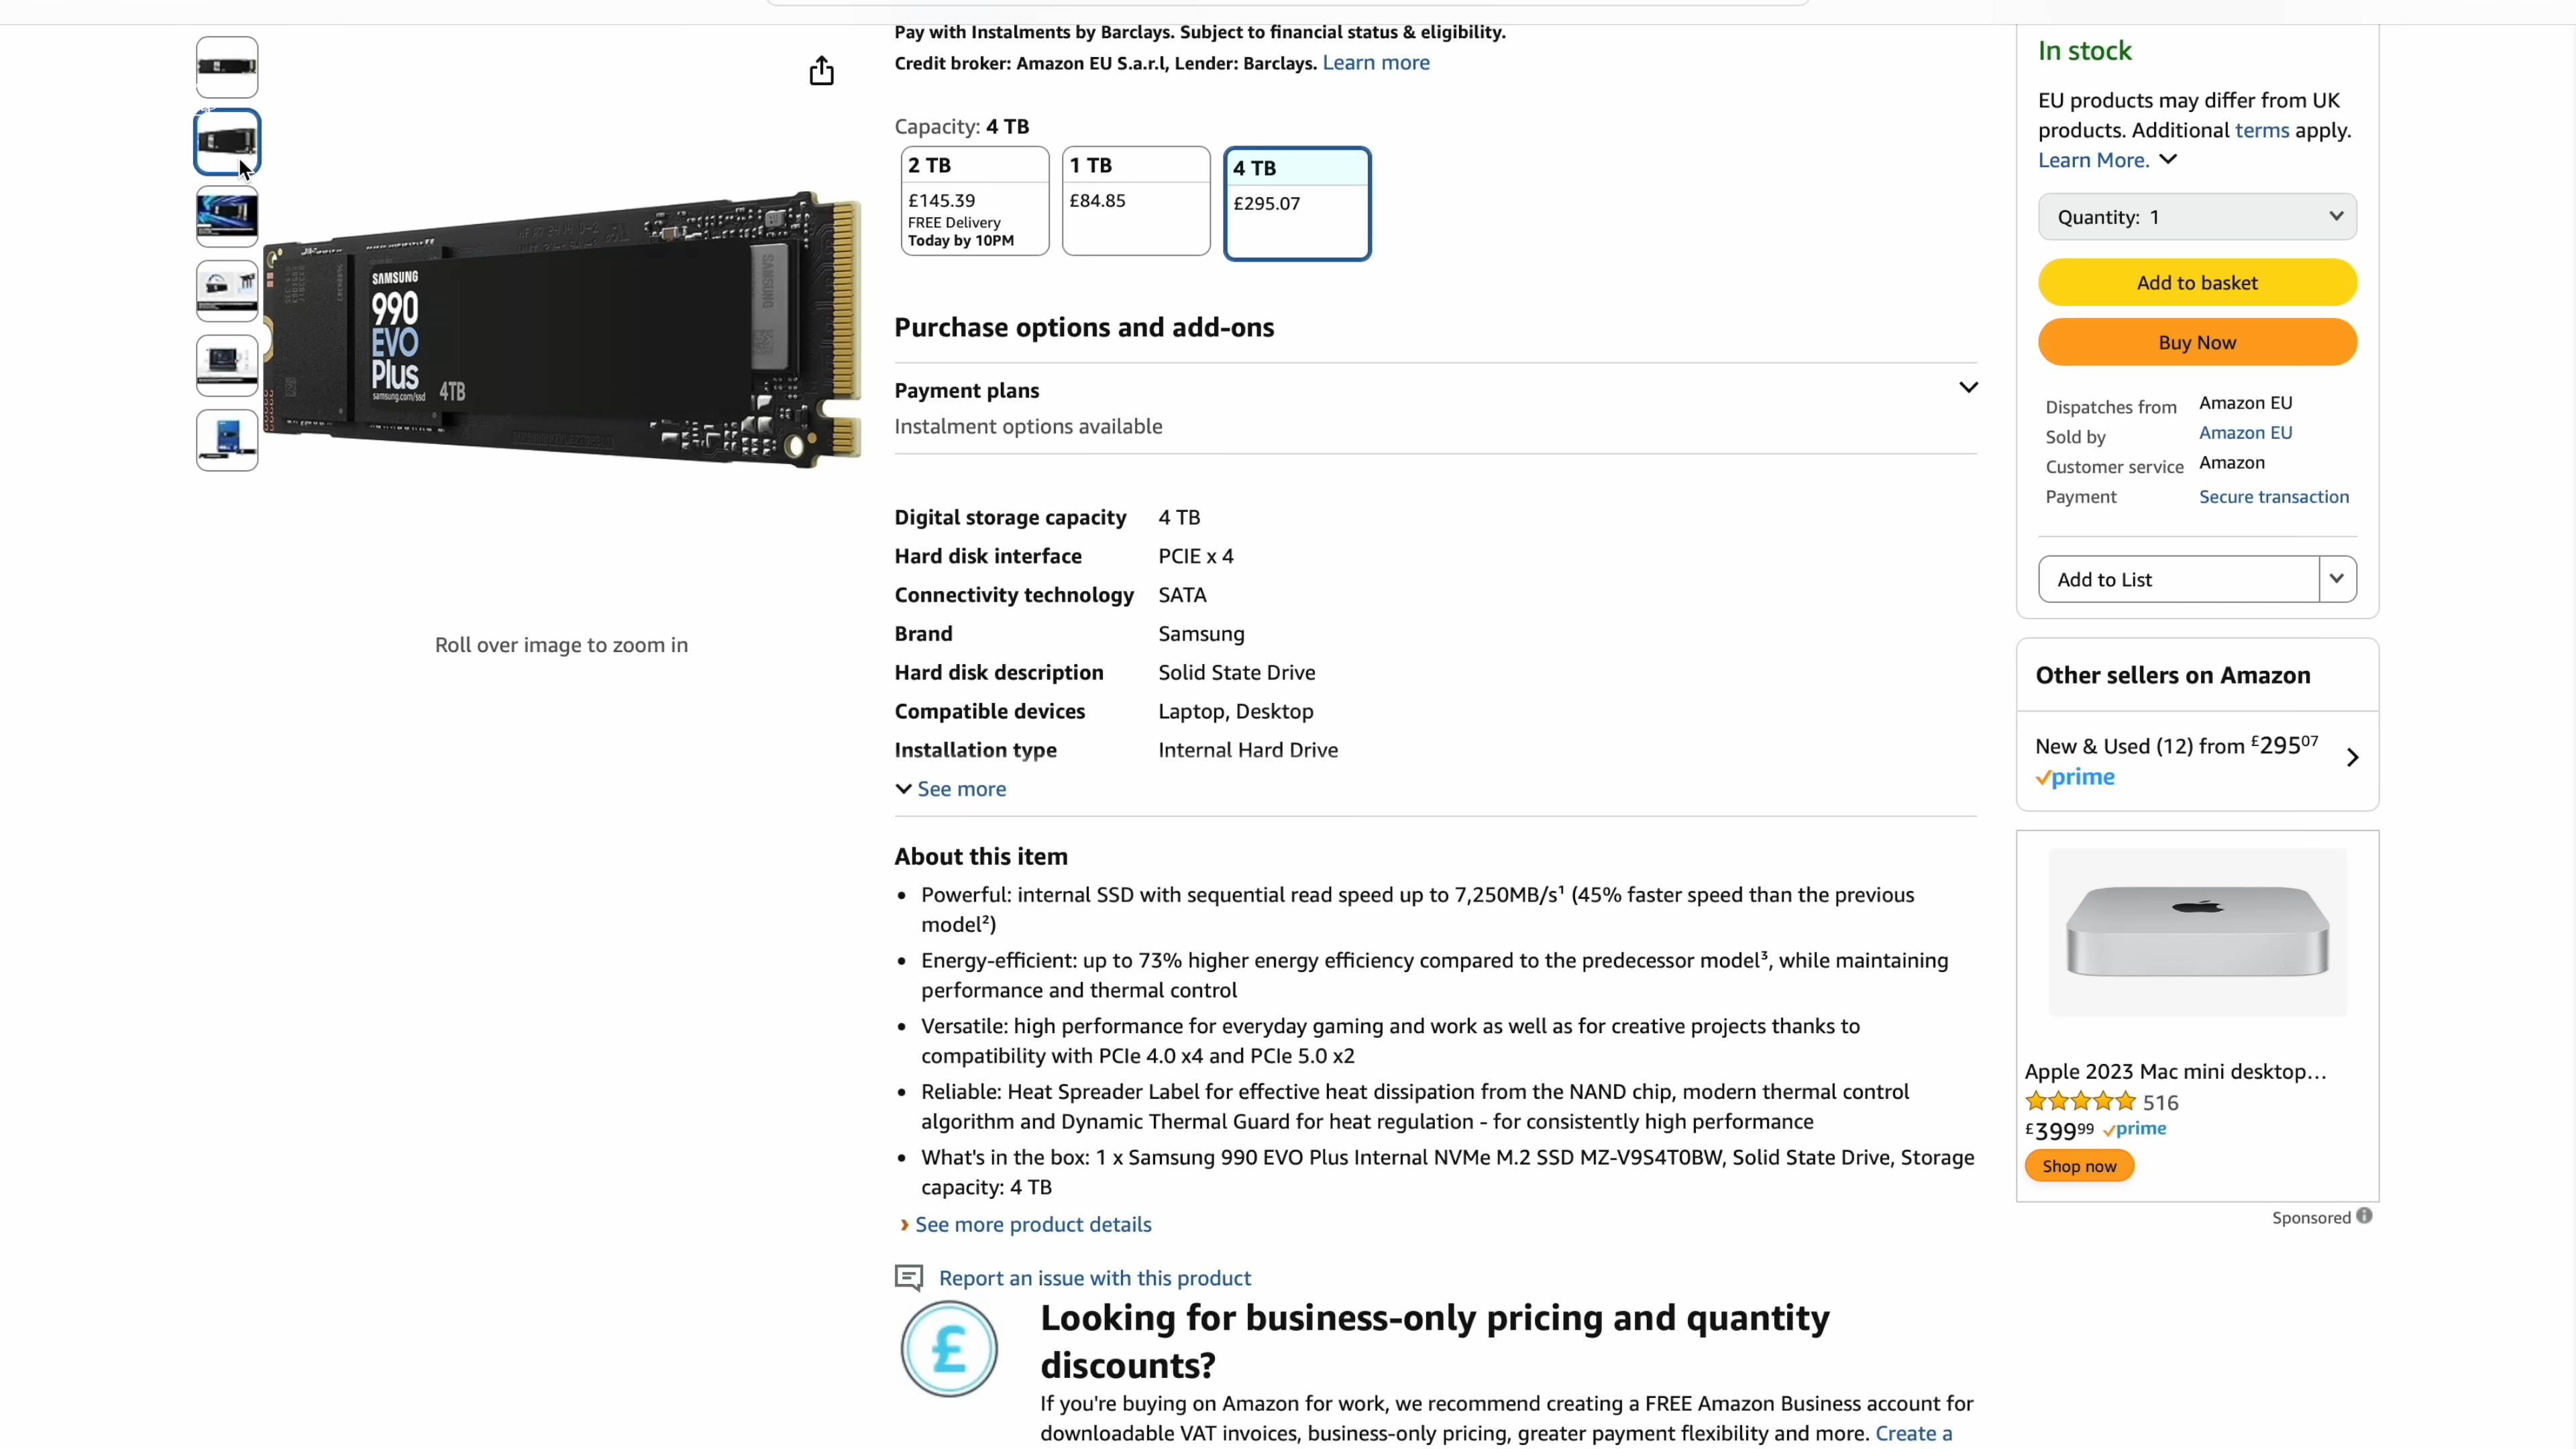 Pay with Instalments by Barclays. Subject to financial status & eligibility.
Credit broker: Amazon EU S.a.r.l, Lender: Barclays. Learn more
Capacity: 4 TB
2 TB
£145.39
FREE Delivery
Today by 10PM
1 TB
£84.85
4 TB
£295.07
SAMSUNG
990
EVO
Plus
samsung.com/ssd
4TB
SAMSUNG
Roll over image to zoom in
Purchase options and add-ons
Payment plans
Instalment options available
Digital storage capacity 4 TB
Hard disk interface PCIE x 4
Connectivity technology SATA
Brand Samsung
Hard disk description Solid State Drive
Compatible devices Laptop, Desktop
Installation type Internal Hard Drive
See more
About this item
• Powerful: internal SSD with sequential read speed up to 7,250MB/s¹ (45% faster speed than the previous
model²)
• Energy-efficient: up to 73% higher energy efficiency compared to the predecessor model³, while maintaining
performance and thermal control
• Versatile: high performance for everyday gaming and work as well as for creative projects thanks to
compatibility with PCIe 4.0 x4 and PCIe 5.0 x2
• Reliable: Heat Spreader Label for effective heat dissipation from the NAND chip, modern thermal control
algorithm and Dynamic Thermal Guard for heat regulation - for consistently high performance
• What's in the box: 1 x Samsung 990 EVO Plus Internal NVMe M.2 SSD MZ-V9S4T0BW, Solid State Drive, Storage
capacity: 4 TB
› See more product details
Report an issue with this product
£
Looking for business-only pricing and quantity
discounts?
If you're buying on Amazon for work, we recommend creating a FREE Amazon Business account for
downloadable VAT invoices, business-only pricing, greater payment flexibility and more. Create a
In stock
EU products may differ from UK
products. Additional terms apply.
Learn More.
Quantity: 1
Add to basket
Buy Now
Dispatches from Amazon EU
Sold by Amazon EU
Customer service Amazon
Payment Secure transaction
Add to List
Other sellers on Amazon
New & Used (12) from £295⁰⁷
prime
Apple 2023 Mac mini desktop…
516
£399⁹⁹ prime
Shop now
Sponsored